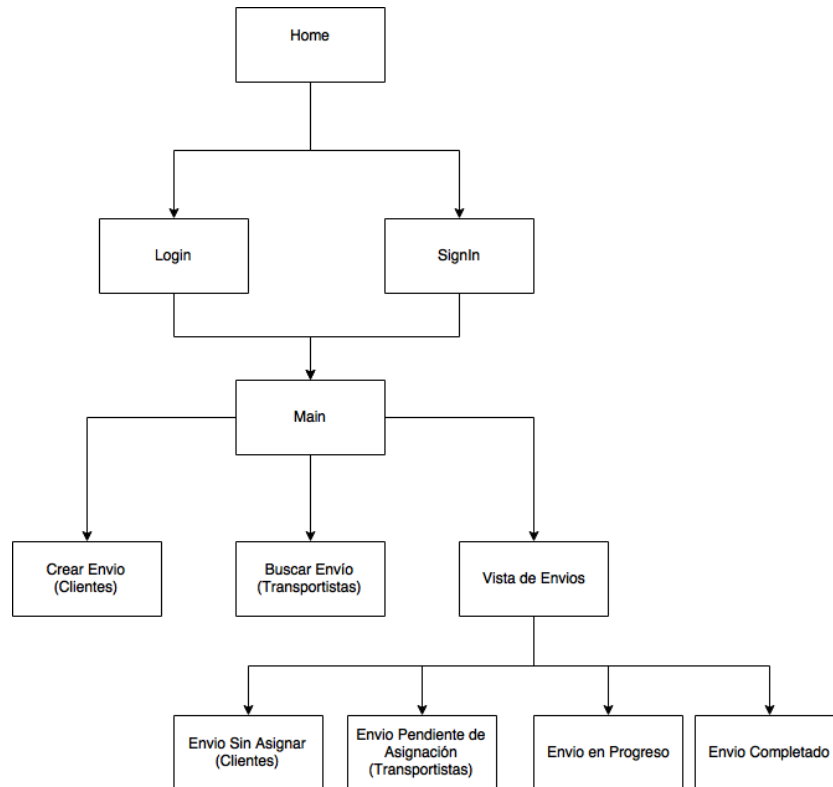 Home
Login
SignIn
Main
Crear Envio
(Clientes)
Buscar Envío
(Transportistas)
Vista de Envios
Envio Sin Asignar
(Clientes)
Envio Pendiente de
Asignación
(Transportistas)
Envio en Progreso
Envio Completado